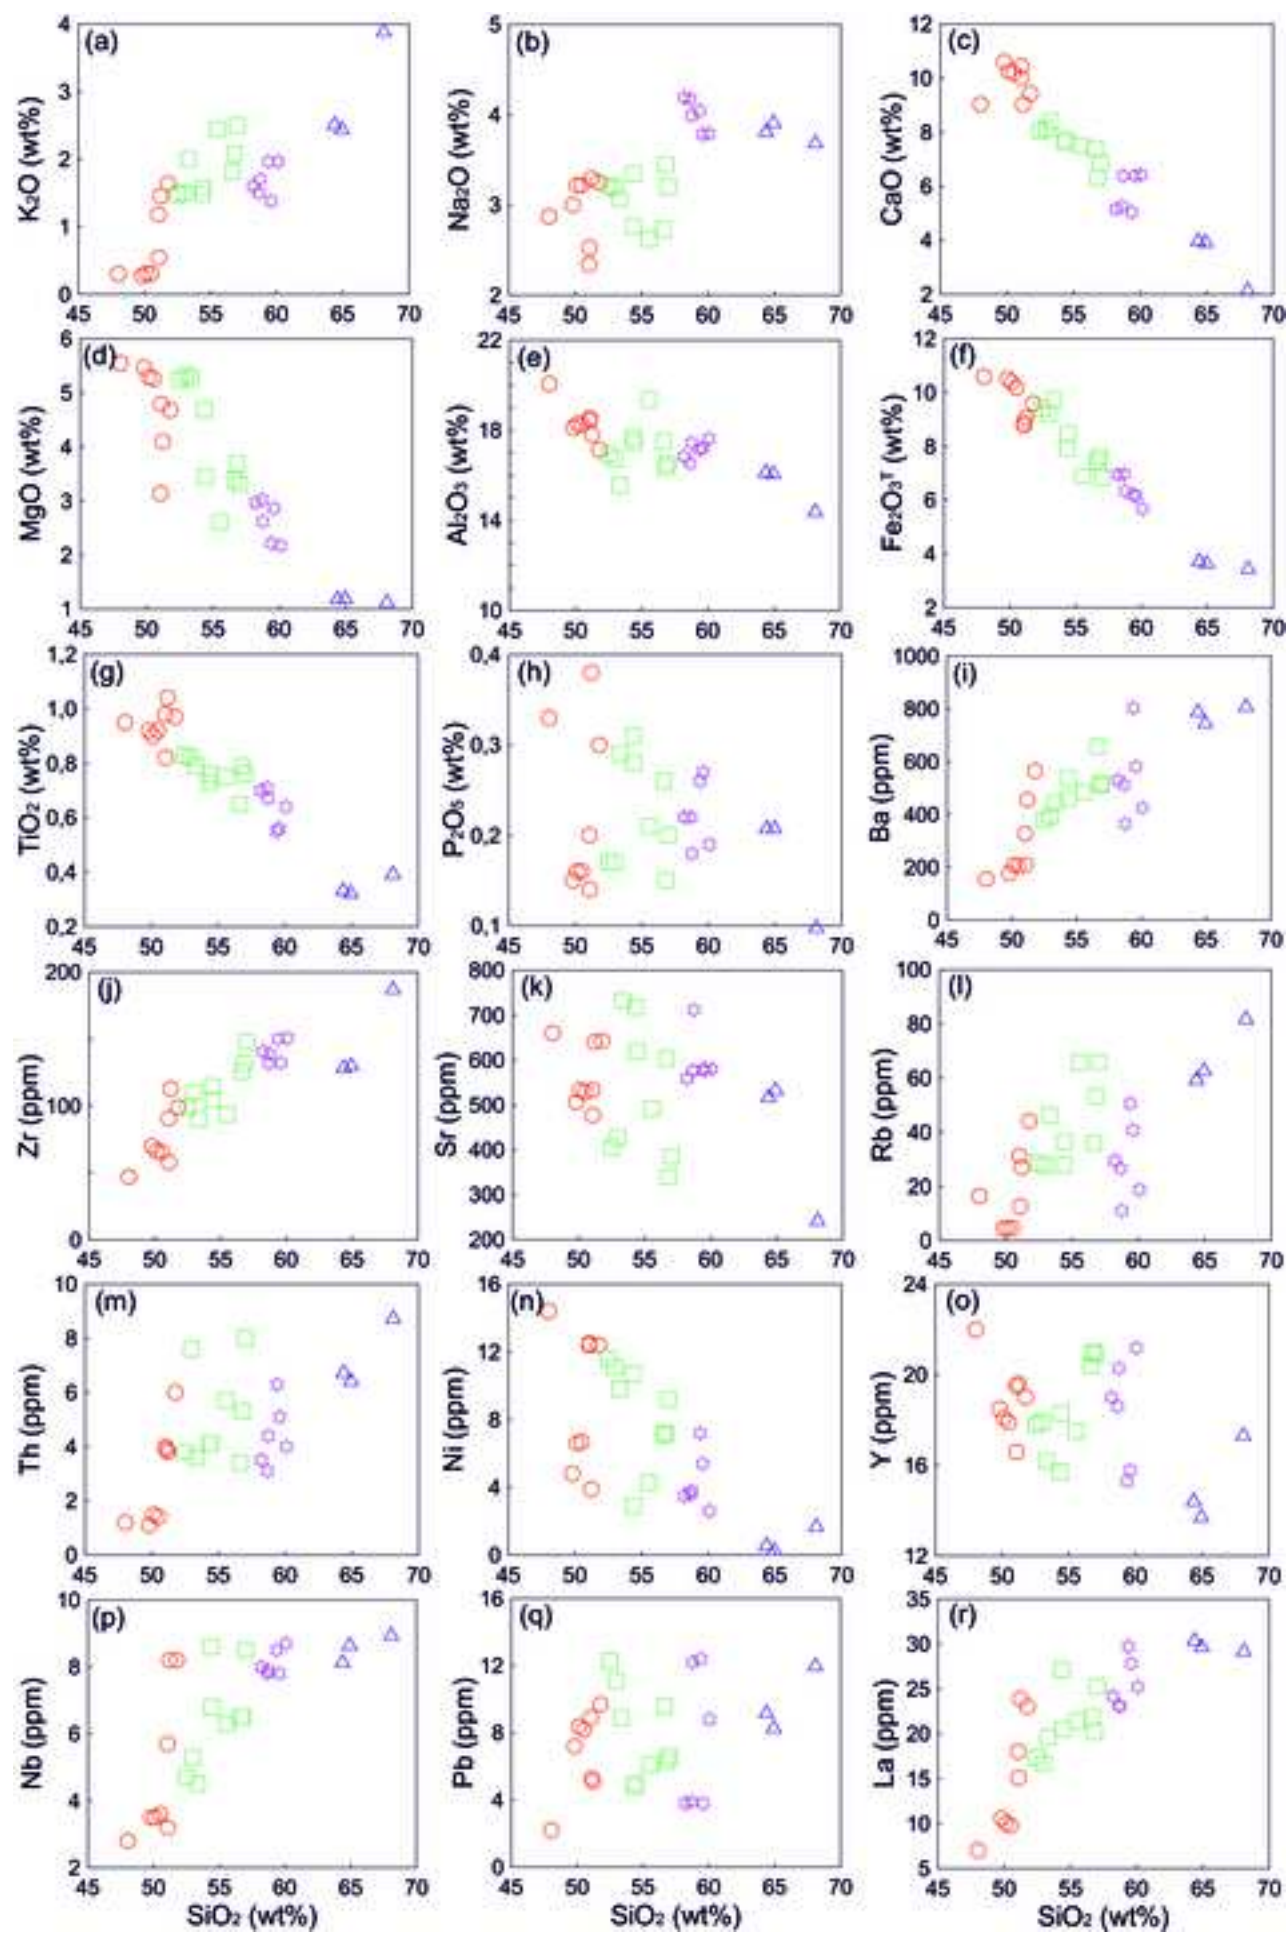 (a) (b) (c)
K₂O (wt%) Na₂O (wt%) CaO (wt%)
4 3 2 1 0
5 4 3 2
12 10 8 6 4 2
45 50 55 60 65 70 45 50 55 60 65 70 45 50 55 60 65 70
(d) (e) (f)
MgO (wt%) Al₂O₃ (wt%) Fe₂O₃ᵀ (wt%)
6 5 4 3 2 1
22 18 14 10
12 10 8 6 4 2
45 50 55 60 65 70 45 50 55 60 65 70 45 50 55 60 65 70
(g) (h) (i)
TiO₂ (wt%) P₂O₅ (wt%) Ba (ppm)
1,2 1,0 0,8 0,6 0,4 0,2
0,4 0,3 0,2 0,1
1000 800 600 400 200 0
45 50 55 60 65 70 45 50 55 60 65 70 45 50 55 60 65 70
(j) (k) (l)
Zr (ppm) Sr (ppm) Rb (ppm)
200 100 0
800 700 600 500 400 300 200
100 80 60 40 20 0
45 50 55 60 65 70 45 50 55 60 65 70 45 50 55 60 65 70
(m) (n) (o)
Th (ppm) Ni (ppm) Y (ppm)
10 8 6 4 2 0
16 12 8 4 0
24 20 16 12
45 50 55 60 65 70 45 50 55 60 65 70 45 50 55 60 65 70
(p) (q) (r)
Nb (ppm) Pb (ppm) La (ppm)
10 8 6 4 2
16 12 8 4 0
35 30 25 20 15 10 5
45 50 55 60 65 70 45 50 55 60 65 70 45 50 55 60 65 70
SiO₂ (wt%) SiO₂ (wt%) SiO₂ (wt%)